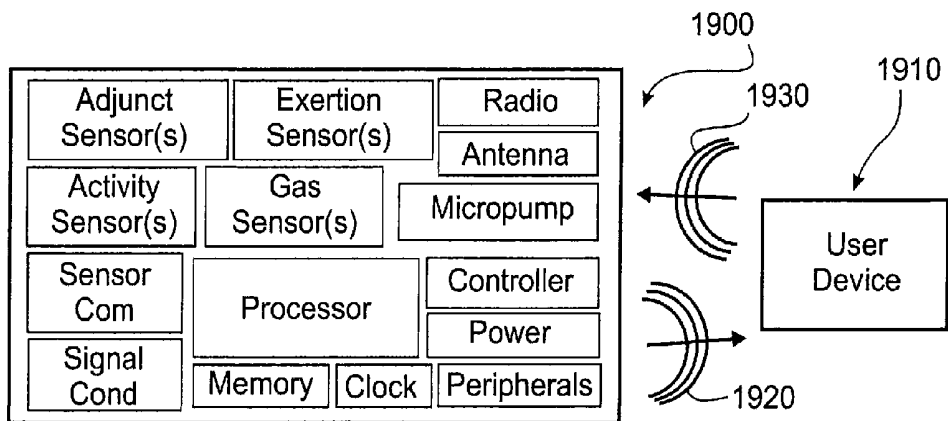 1900
1910
1930
Adjunct
Sensor(s)
Exertion
Sensor(s)
Radio
Antenna
Activity
Sensor(s)
Gas
Sensor(s)
Micropump
User
Device
Sensor
Com
Processor
Controller
Power
Signal
Cond
Memory
Clock
Peripherals
1920